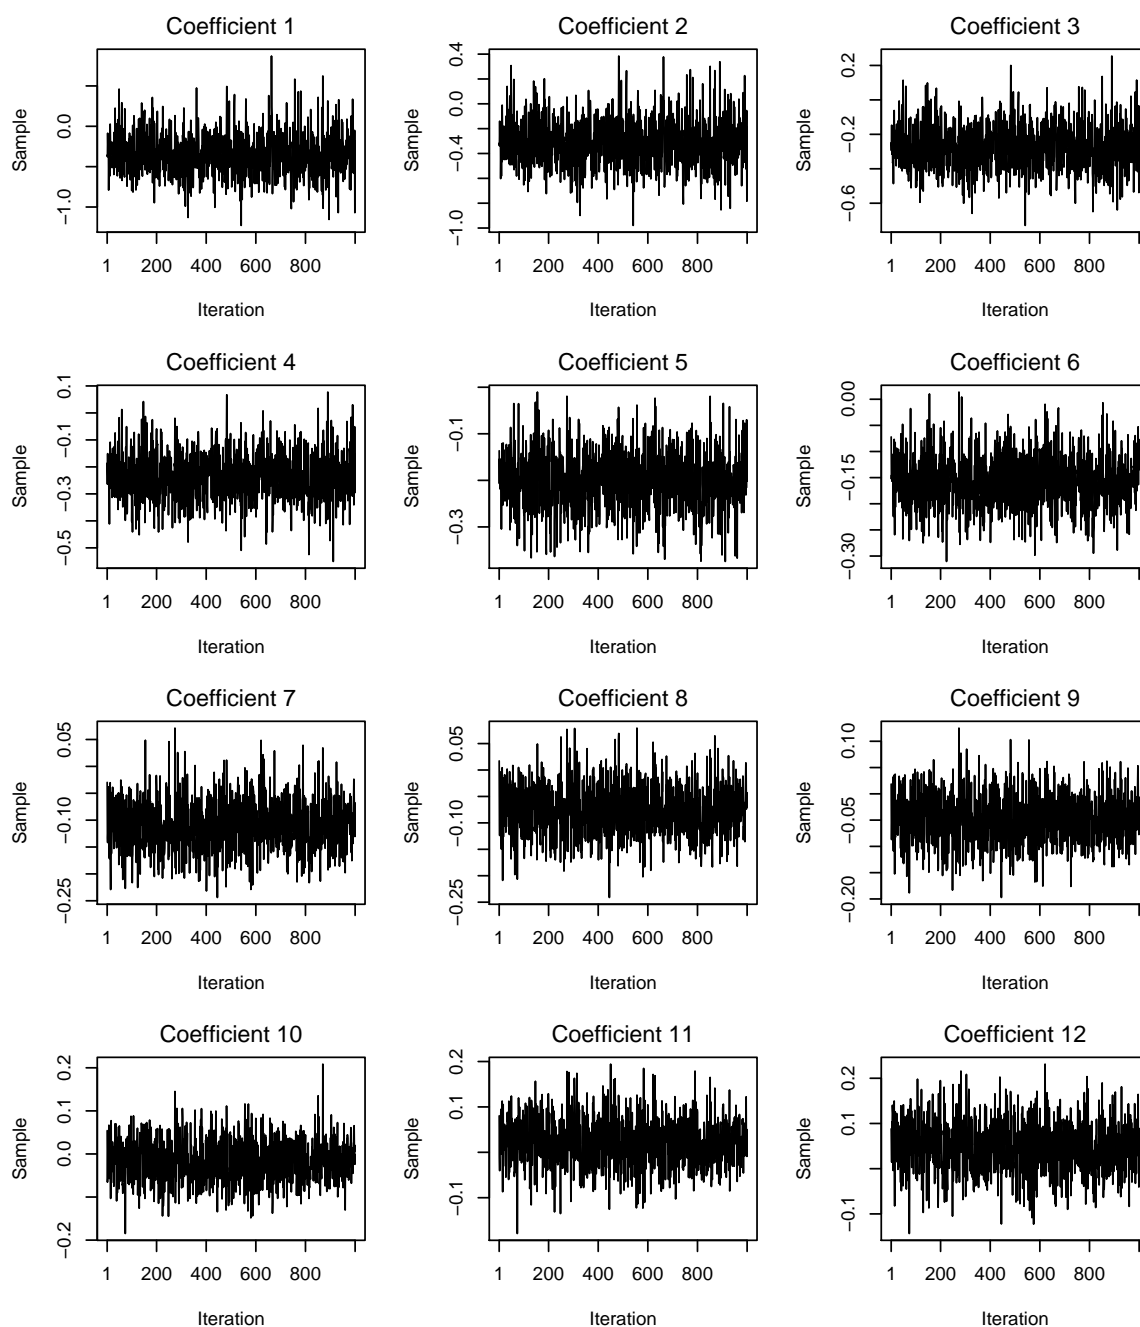 Coefficient 1
Sample
0.0
−1.0
1 200 400 600 800
Iteration
Coefficient 2
Sample
0.4
0.0
−0.4
−1.0
1 200 400 600 800
Iteration
Coefficient 3
Sample
0.2
−0.2
−0.6
1 200 400 600 800
Iteration
Coefficient 4
Sample
0.1
−0.1
−0.3
−0.5
1 200 400 600 800
Iteration
Coefficient 5
Sample
−0.1
−0.3
1 200 400 600 800
Iteration
Coefficient 6
Sample
0.00
−0.15
−0.30
1 200 400 600 800
Iteration
Coefficient 7
Sample
0.05
−0.10
−0.25
1 200 400 600 800
Iteration
Coefficient 8
Sample
0.05
−0.10
−0.25
1 200 400 600 800
Iteration
Coefficient 9
Sample
0.10
−0.05
−0.20
1 200 400 600 800
Iteration
Coefficient 10
Sample
0.2
0.1
0.0
−0.2
1 200 400 600 800
Iteration
Coefficient 11
Sample
0.2
0.1
−0.1
1 200 400 600 800
Iteration
Coefficient 12
Sample
0.2
0.1
−0.1
1 200 400 600 800
Iteration